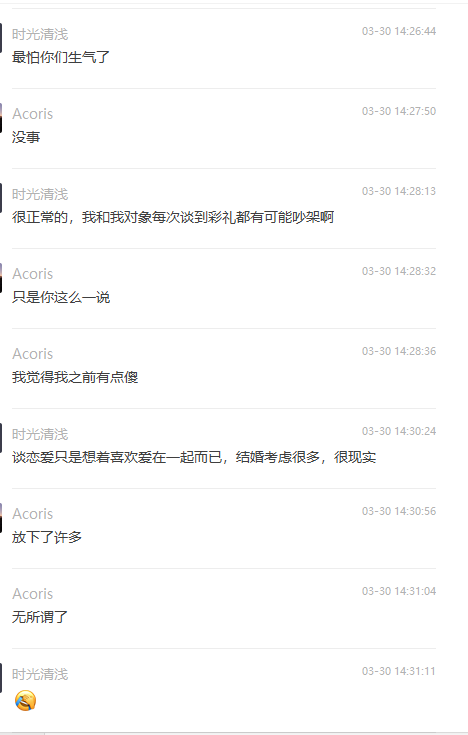 时光清浅 03-30 14:26:44
最怕你们生气了
Acoris 03-30 14:27:50
没事
时光清浅 03-30 14:28:13
很正常的，我和我对象每次谈到彩礼都有可能吵架啊
Acoris 03-30 14:28:32
只是你这么一说
Acoris 03-30 14:28:36
我觉得我之前有点傻
时光清浅 03-30 14:30:24
谈恋爱只是想着喜欢爱在一起而已，结婚考虑很多，很现实
Acoris 03-30 14:30:56
放下了许多
Acoris 03-30 14:31:04
无所谓了
时光清浅 03-30 14:31:11